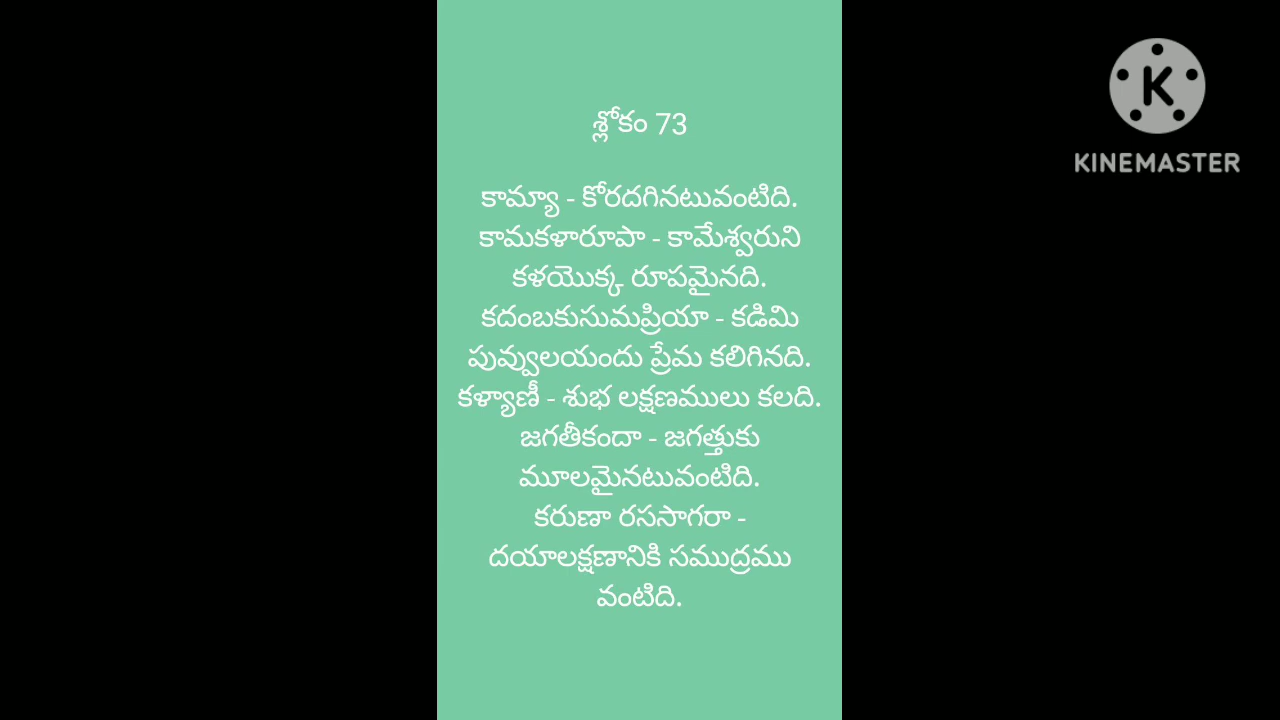 శ్లోకం 73
కామ్యా - కోరదగినటువంటిది.
కామకళారూపా - కామేశ్వరుని
కళయొక్క రూపమైనది.
కదంబకుసుమప్రియా - కడిమి
పువ్వులయందు ప్రేమ కలిగినది.
కళ్యాణీ - శుభ లక్షణములు కలది.
జగతీకందా - జగత్తుకు
మూలమైనటువంటిది.
కరుణా రససాగరా -
దయాలక్షణానికి సముద్రము
వంటిది.
KINEMASTER